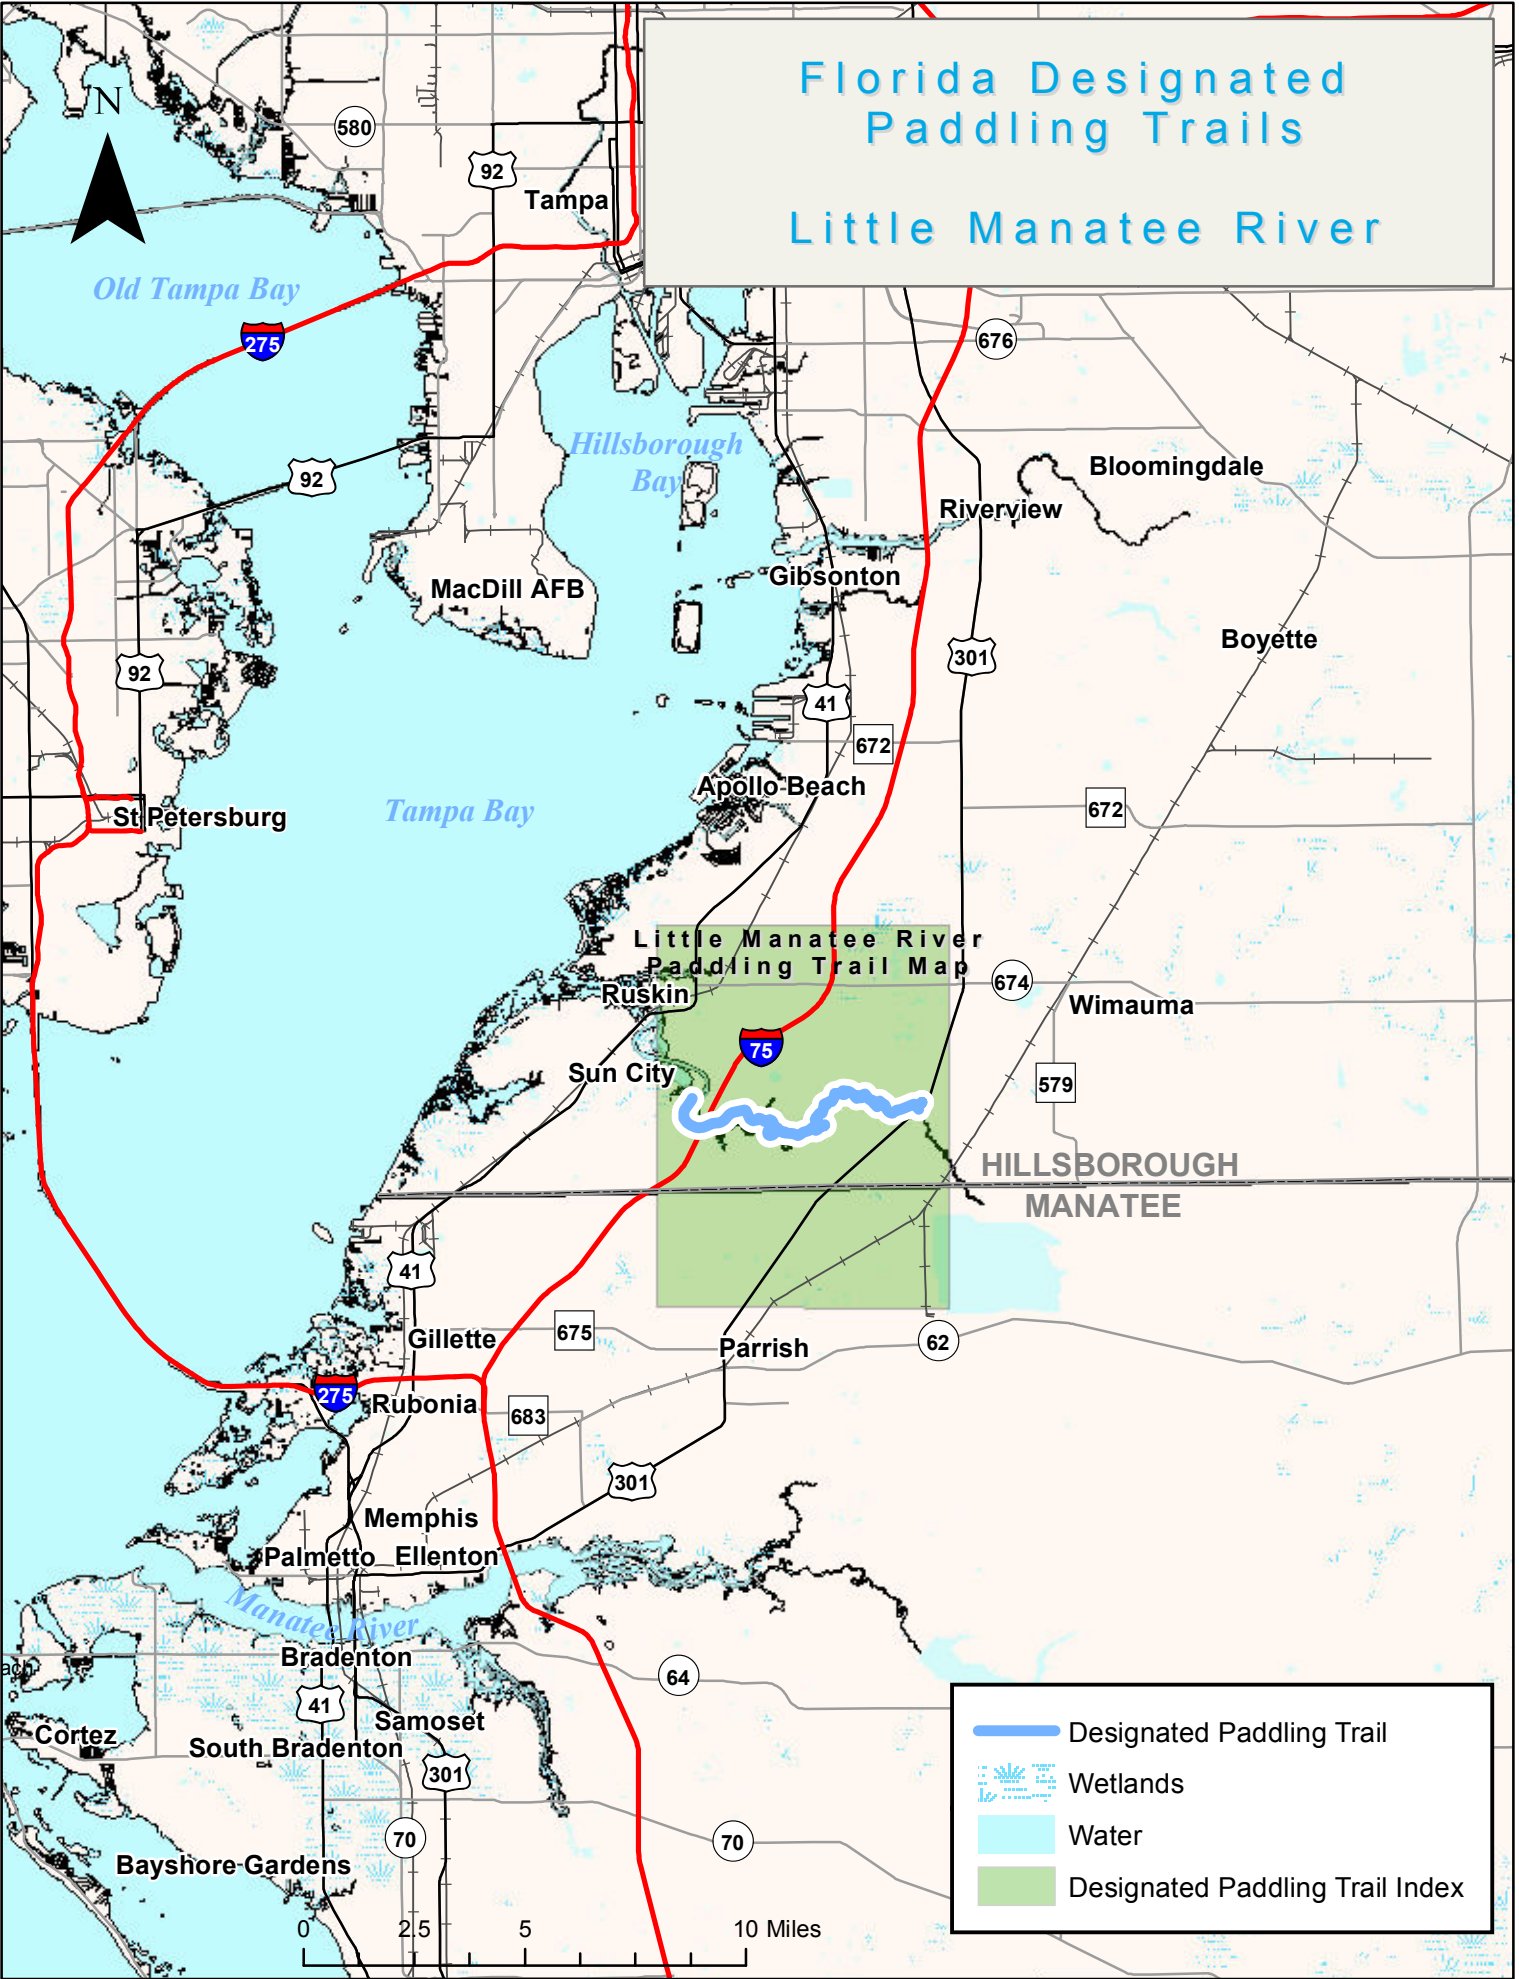 Florida Designated
Paddling Trails
Little Manatee River
N
580
92
Tampa
Old Tampa Bay
275
676
Hillsborough
Bay
92
Bloomingdale
Riverview
Gibsonton
MacDill AFB
Boyette
301
92
41
672
Apollo Beach
Tampa Bay
672
St Petersburg
Little Manatee River
Paddling Trail Map
674
Ruskin
Wimauma
75
Sun City
579
HILLSBOROUGH
MANATEE
41
Gillette
675
Parrish
62
275
Rubonia
683
301
Memphis
Palmetto
Ellenton
Manatee River
Bradenton
64
41
Samoset
Cortez
South Bradenton
301
70
70
Bayshore Gardens
Designated Paddling Trail
Wetlands
Water
Designated Paddling Trail Index
0
2.5
5
10 Miles